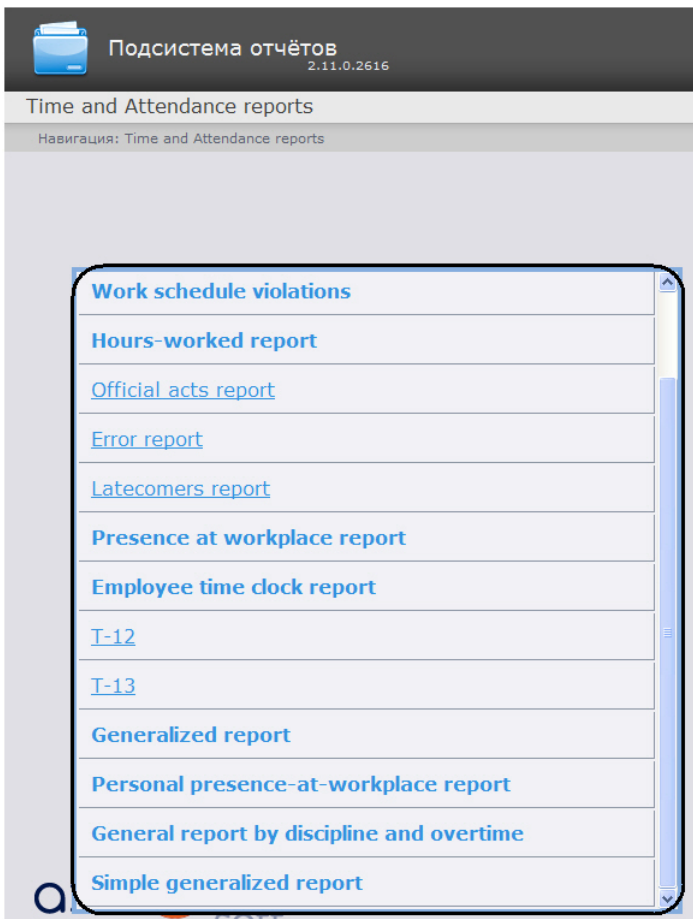 Подсистема отчётов
2.11.0.2616
Time and Attendance reports
Навигация: Time and Attendance reports
Work schedule violations
Hours-worked report
Official acts report
Error report
Latecomers report
Presence at workplace report
Employee time clock report
T-12
T-13
Generalized report
Personal presence-at-workplace report
General report by discipline and overtime
Simple generalized report